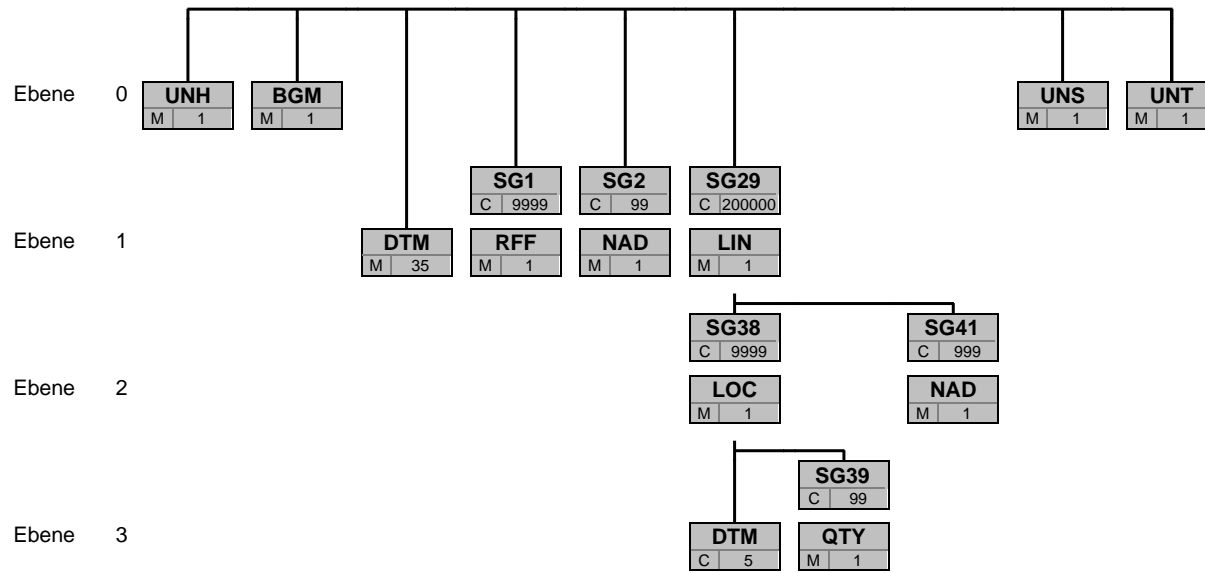 Ebene 0 UNH BGM UNS UNT
M 1 M 1 M 1 M 1
SG1 SG2 SG29
C 9999 C 99 C 200000
Ebene 1 DTM RFF NAD LIN
M 35 M 1 M 1 M 1
SG38 SG41
C 9999 C 999
Ebene 2 LOC NAD
M 1 M 1
SG39
C 99
Ebene 3 DTM QTY
C 5 M 1